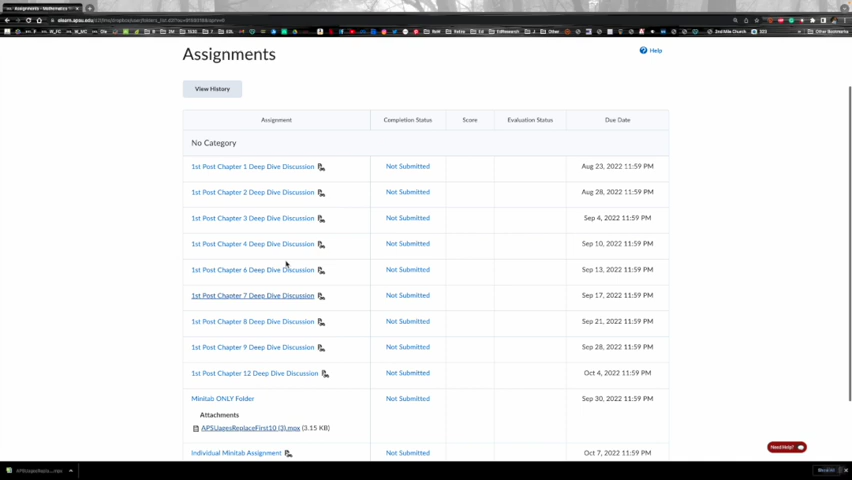 Assignments - Mathematics
elearn.apsu.edu
Other Bookmarks
Assignments
Help
View History
Assignment Completion Status Score Evaluation Status Due Date
No Category
1st Post Chapter 1 Deep Dive Discussion Not Submitted Aug 23, 2022 11:59 PM
1st Post Chapter 2 Deep Dive Discussion Not Submitted Aug 28, 2022 11:59 PM
1st Post Chapter 3 Deep Dive Discussion Not Submitted Sep 4, 2022 11:59 PM
1st Post Chapter 4 Deep Dive Discussion Not Submitted Sep 10, 2022 11:59 PM
1st Post Chapter 6 Deep Dive Discussion Not Submitted Sep 13, 2022 11:59 PM
1st Post Chapter 7 Deep Dive Discussion Not Submitted Sep 17, 2022 11:59 PM
1st Post Chapter 8 Deep Dive Discussion Not Submitted Sep 21, 2022 11:59 PM
1st Post Chapter 9 Deep Dive Discussion Not Submitted Sep 28, 2022 11:59 PM
1st Post Chapter 12 Deep Dive Discussion Not Submitted Oct 4, 2022 11:59 PM
Minitab ONLY Folder Not Submitted Sep 30, 2022 11:59 PM
Attachments
APSUagesReplaceFirst10 (3).mpx (3.15 KB)
Need Help?
Individual Minitab Assignment Not Submitted Oct 7, 2022 11:59 PM
Show All